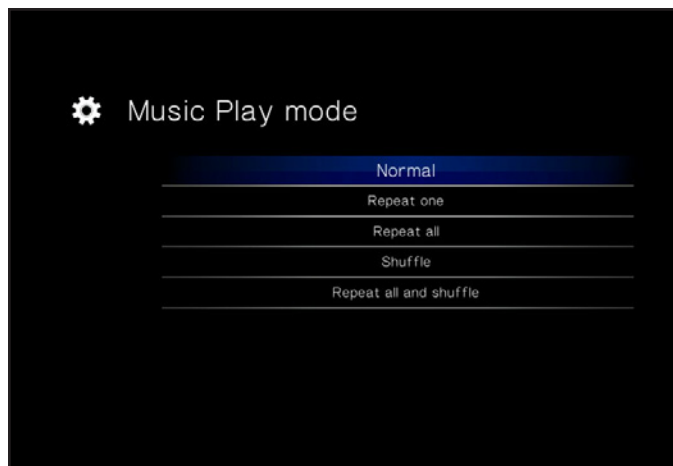 Music Play mode
Normal
Repeat one
Repeat all
Shuffle
Repeat all and shuffle